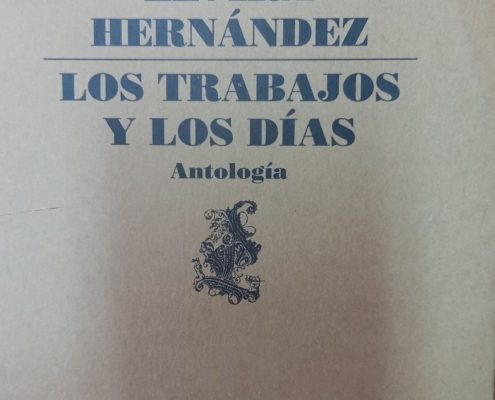 HERNÁNDEZ
LOS TRABAJOS
Y LOS DÍAS
Antología